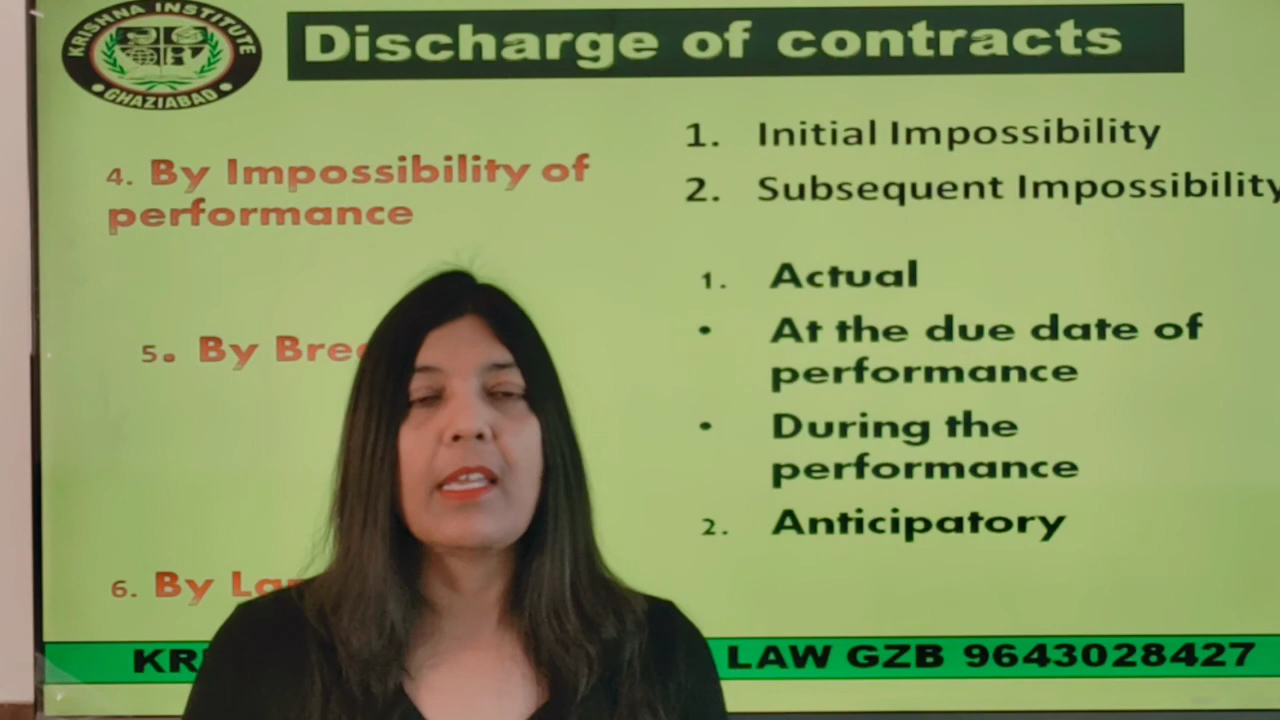 KRISHNA INSTITUTE
GHAZIABAD
Discharge of contracts
4. By Impossibility of
performance
1. Initial Impossibility
2. Subsequent Impossibility
5. By
1. Actual
• At the due date of
performance
• During the
performance
2. Anticipatory
6. By
LAW GZB 9643028427